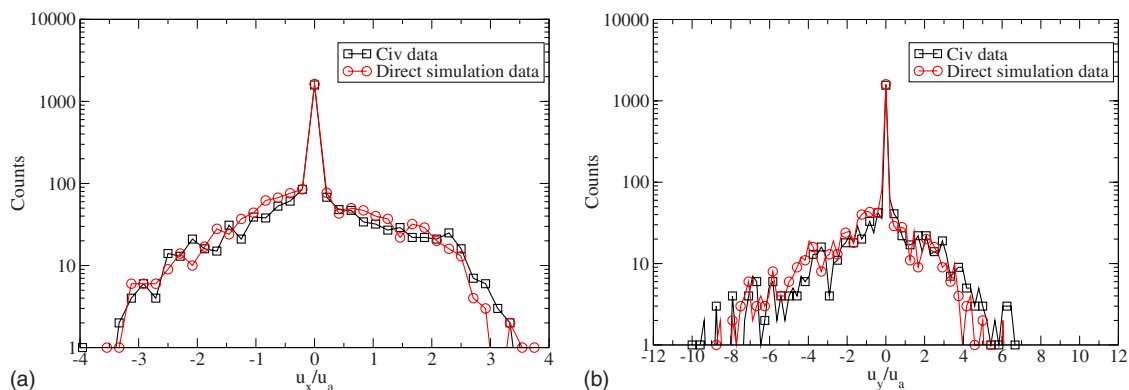 10000
1000
100
10
1
Counts
-4 -3 -2 -1 0 1 2 3 4
u_x/u_a
Civ data
Direct simulation data
(a)
10000
1000
100
10
1
Counts
-12 -10 -8 -6 -4 -2 0 2 4 6 8 10 12
u_y/u_a
Civ data
Direct simulation data
(b)